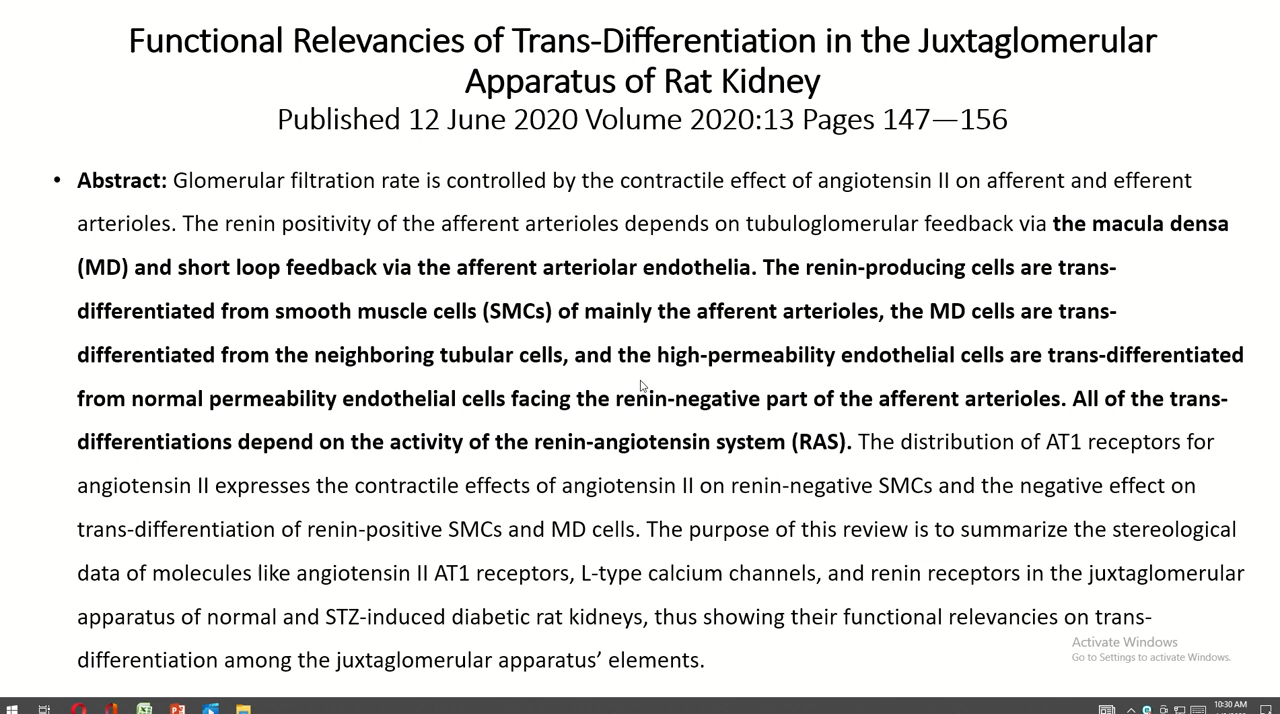 Functional Relevancies of Trans-Differentiation in the Juxtaglomerular
Apparatus of Rat Kidney
Published 12 June 2020 Volume 2020:13 Pages 147—156
• Abstract: Glomerular filtration rate is controlled by the contractile effect of angiotensin II on afferent and efferent
arterioles. The renin positivity of the afferent arterioles depends on tubuloglomerular feedback via the macula densa
(MD) and short loop feedback via the afferent arteriolar endothelia. The renin-producing cells are trans-
differentiated from smooth muscle cells (SMCs) of mainly the afferent arterioles, the MD cells are trans-
differentiated from the neighboring tubular cells, and the high-permeability endothelial cells are trans-differentiated
from normal permeability endothelial cells facing the renin-negative part of the afferent arterioles. All of the trans-
differentiations depend on the activity of the renin-angiotensin system (RAS). The distribution of AT1 receptors for
angiotensin II expresses the contractile effects of angiotensin II on renin-negative SMCs and the negative effect on
trans-differentiation of renin-positive SMCs and MD cells. The purpose of this review is to summarize the stereological
data of molecules like angiotensin II AT1 receptors, L-type calcium channels, and renin receptors in the juxtaglomerular
apparatus of normal and STZ-induced diabetic rat kidneys, thus showing their functional relevancies on trans-
differentiation among the juxtaglomerular apparatus’ elements.
Activate Windows
Go to Settings to activate Windows.
10:30 AM